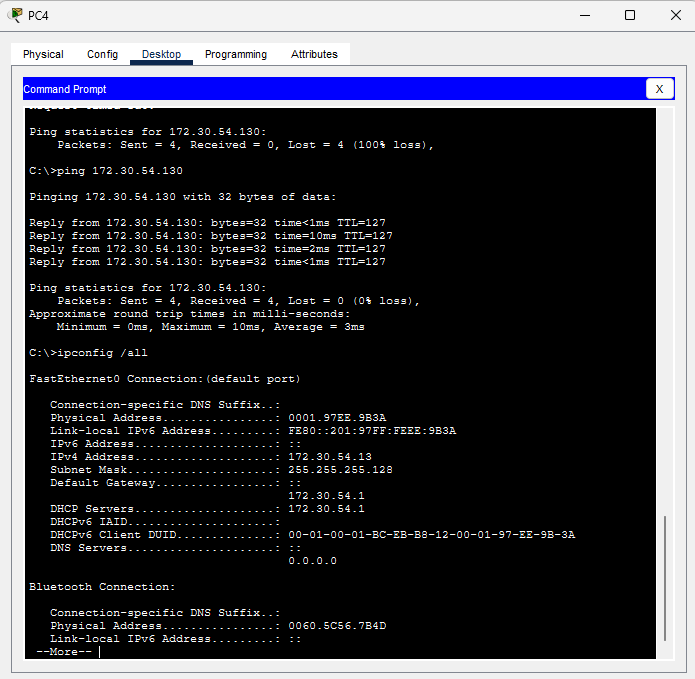 PC4
Physical Config Desktop Programming Attributes
Command Prompt
X
Ping statistics for 172.30.54.130:
    Packets: Sent = 4, Received = 0, Lost = 4 (100% loss),
C:\>ping 172.30.54.130
Pinging 172.30.54.130 with 32 bytes of data:
Reply from 172.30.54.130: bytes=32 time<1ms TTL=127
Reply from 172.30.54.130: bytes=32 time=10ms TTL=127
Reply from 172.30.54.130: bytes=32 time=2ms TTL=127
Reply from 172.30.54.130: bytes=32 time<1ms TTL=127
Ping statistics for 172.30.54.130:
    Packets: Sent = 4, Received = 4, Lost = 0 (0% loss),
Approximate round trip times in milli-seconds:
    Minimum = 0ms, Maximum = 10ms, Average = 3ms
C:\>ipconfig /all
FastEthernet0 Connection:(default port)
   Connection-specific DNS Suffix..:
   Physical Address................: 0001.97EE.9B3A
   Link-local IPv6 Address.........: FE80::201:97FF:FEEE:9B3A
   IPv6 Address....................: ::
   IPv4 Address....................: 172.30.54.13
   Subnet Mask.....................: 255.255.255.128
   Default Gateway.................: ::
                                     172.30.54.1
   DHCP Servers....................: 172.30.54.1
   DHCPv6 IAID.....................:
   DHCPv6 Client DUID..............: 00-01-00-01-BC-EB-B8-12-00-01-97-EE-9B-3A
   DNS Servers.....................: ::
                                     0.0.0.0
Bluetooth Connection:
   Connection-specific DNS Suffix..:
   Physical Address................: 0060.5C56.7B4D
   Link-local IPv6 Address.........: ::
 --More--